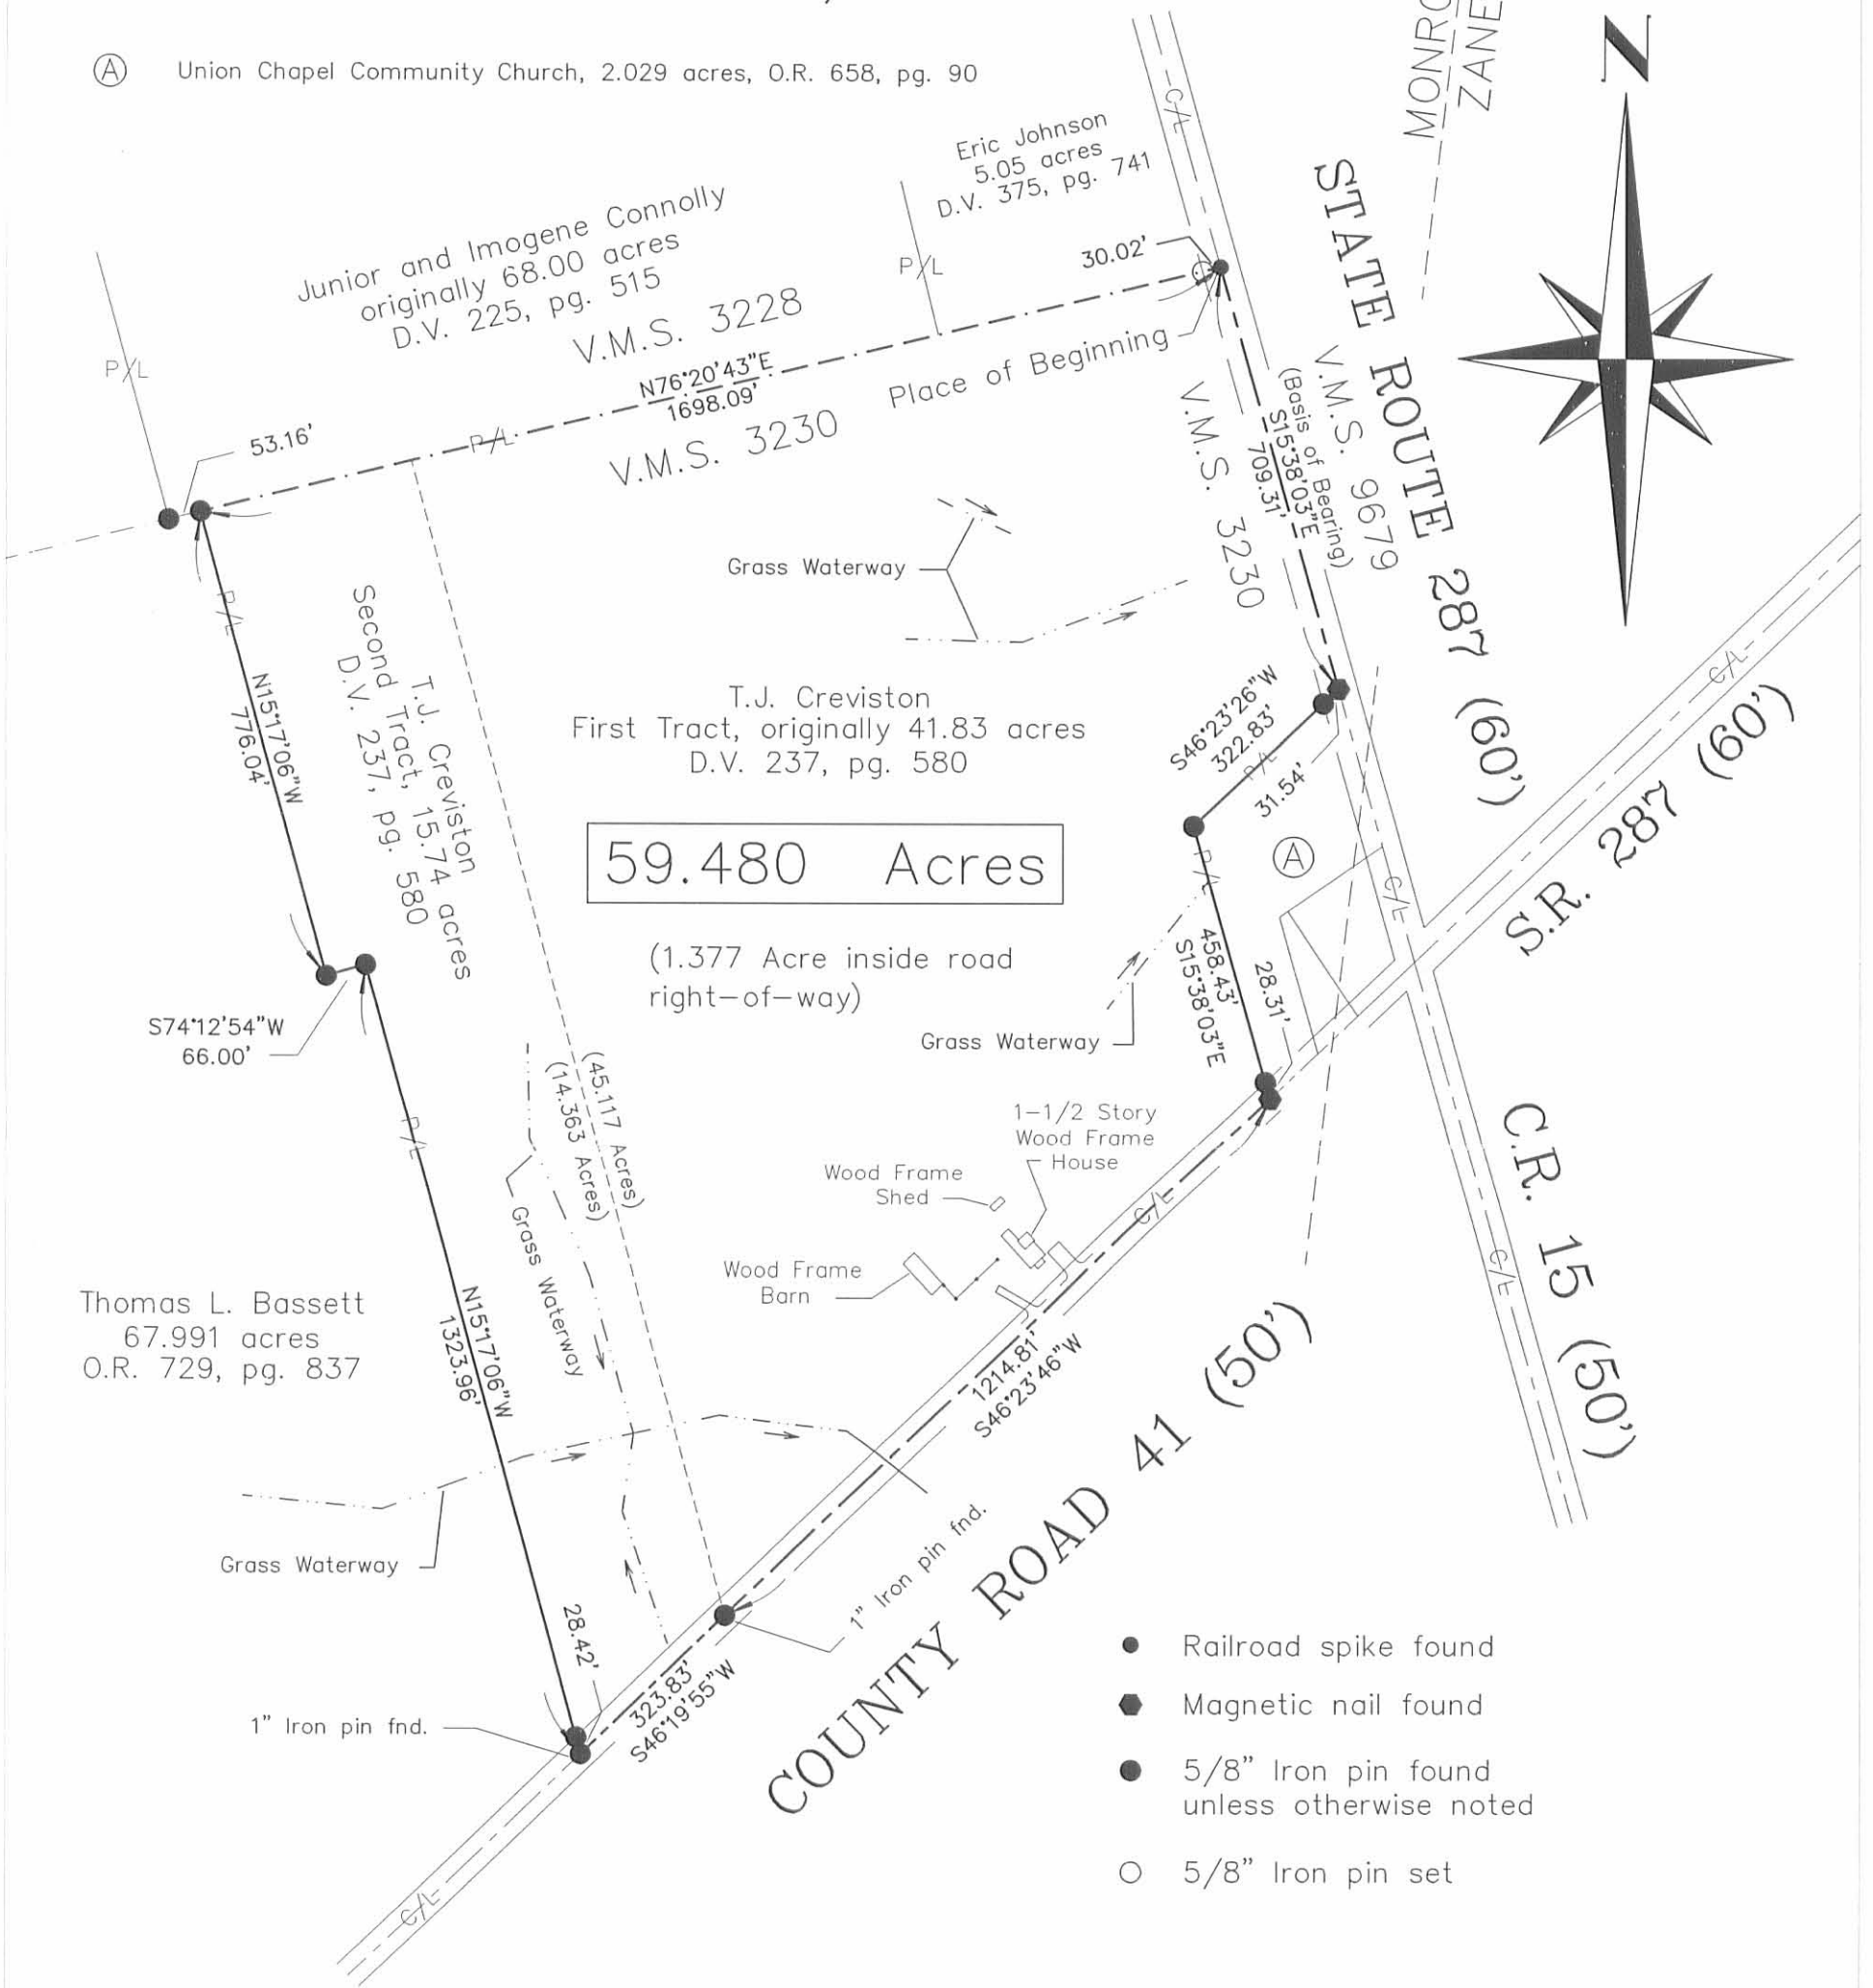 Ⓐ Union Chapel Community Church, 2.029 acres, O.R. 658, pg. 90
N
C/L
Eric Johnson
5.05 acres
D.V. 375, pg. 741
Junior and Imogene Connolly
originally 68.00 acres
D.V. 225, pg. 515
V.M.S. 3228
P/L
P/L
30.02'
STATE ROUTE 287 (60')
N76°20'43"E
1698.09'
P/L
Place of Beginning
V.M.S. 3230
53.16'
V.M.S. 9679
(Basis of Bearing)
S15°38'03"E
709.31'
V.M.S. 3230
Grass Waterway
P/L
N15°17'06"W
776.04'
T.J. Creviston
Second Tract, 15.74 acres
D.V. 237, pg. 580
T.J. Creviston
First Tract, originally 41.83 acres
D.V. 237, pg. 580
S46°23'26"W
322.83'
P/L
31.54'
C/L
S.R. 287 (60')
59.480 Acres
Ⓐ
P/L
C/L
(1.377 Acre inside road
right-of-way)
458.43'
S15°38'03"E
28.31'
Grass Waterway
S74°12'54"W
66.00'
(45.117 Acres)
(14.363 Acres)
P/L
Grass Waterway
1-1/2 Story
Wood Frame
House
Wood Frame
Shed
Wood Frame
Barn
C/L
C.R. 15 (50')
C/L
Thomas L. Bassett
67.991 acres
O.R. 729, pg. 837
N15°17'06"W
1323.96'
1214.81'
S46°23'46"W
COUNTY ROAD 41 (50')
Grass Waterway
1" Iron pin fnd.
28.42'
323.83'
S46°19'55"W
1" Iron pin fnd.
C/L
Railroad spike found
Magnetic nail found
5/8" Iron pin found
unless otherwise noted
5/8" Iron pin set